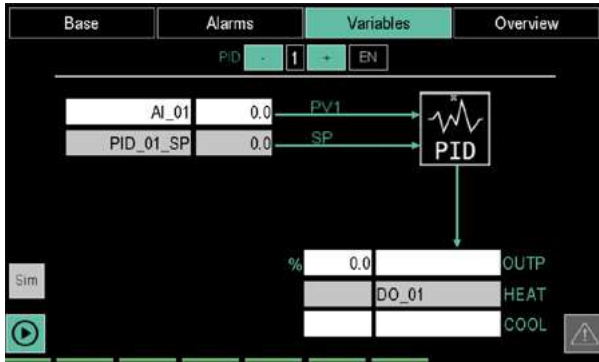 Base Alarms Variables Overview
PID - 1 + EN
AI_01 0.0 PV1
PID_01_SP 0.0 SP
PID
% 0.0 OUTP
Sim
DO_01 HEAT
COOL